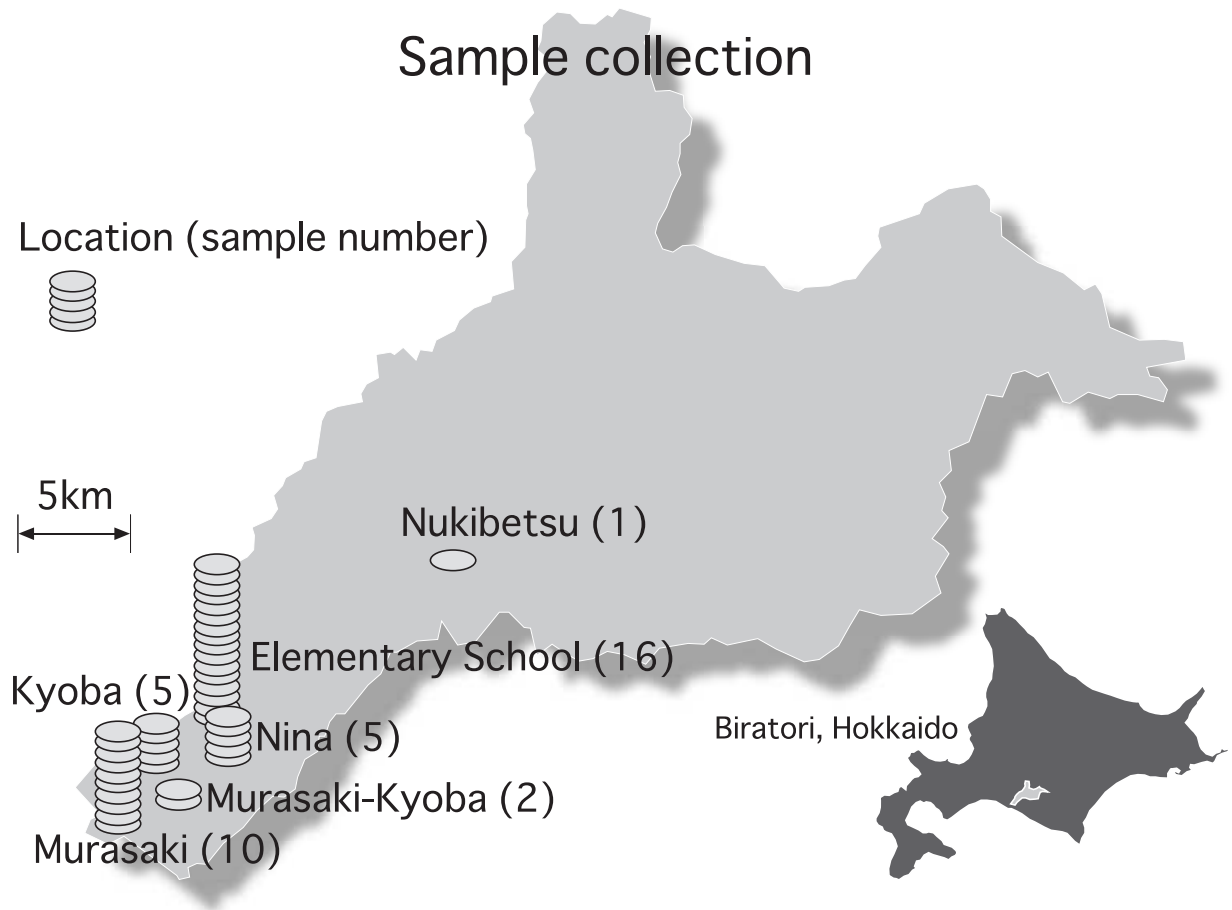 Sample collection
Location (sample number)
5km
Nukibetsu (1)
Elementary School (16)
Kyoba (5)
Nina (5)
Biratori, Hokkaido
Murasaki-Kyoba (2)
Murasaki (10)